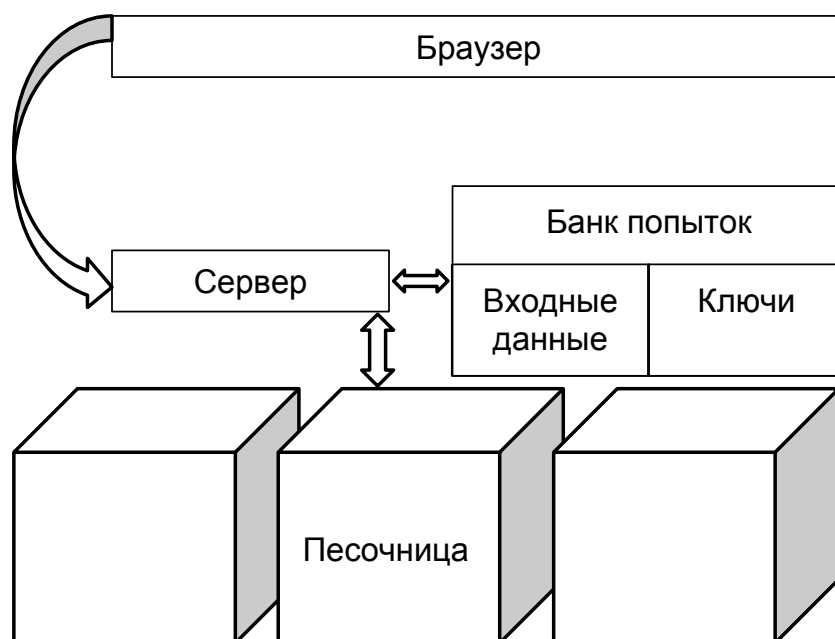 Браузер
Банк попыток
Сервер
Входные
данные
Ключи
Песочница